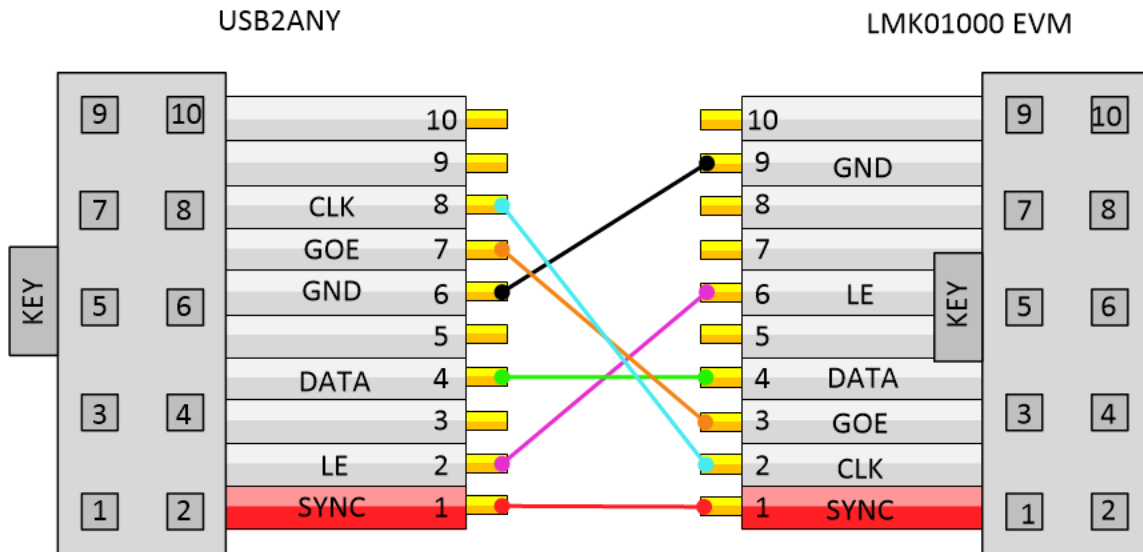 USB2ANY
LMK01000 EVM
9 10
7 8
5 6
3 4
1 2
KEY
10
9
CLK 8
GOE 7
GND 6
5
DATA 4
3
LE 2
SYNC 1
10
9 GND
8
7
6 LE
5
4 DATA
3 GOE
2 CLK
1 SYNC
KEY
9 10
7 8
5 6
3 4
1 2